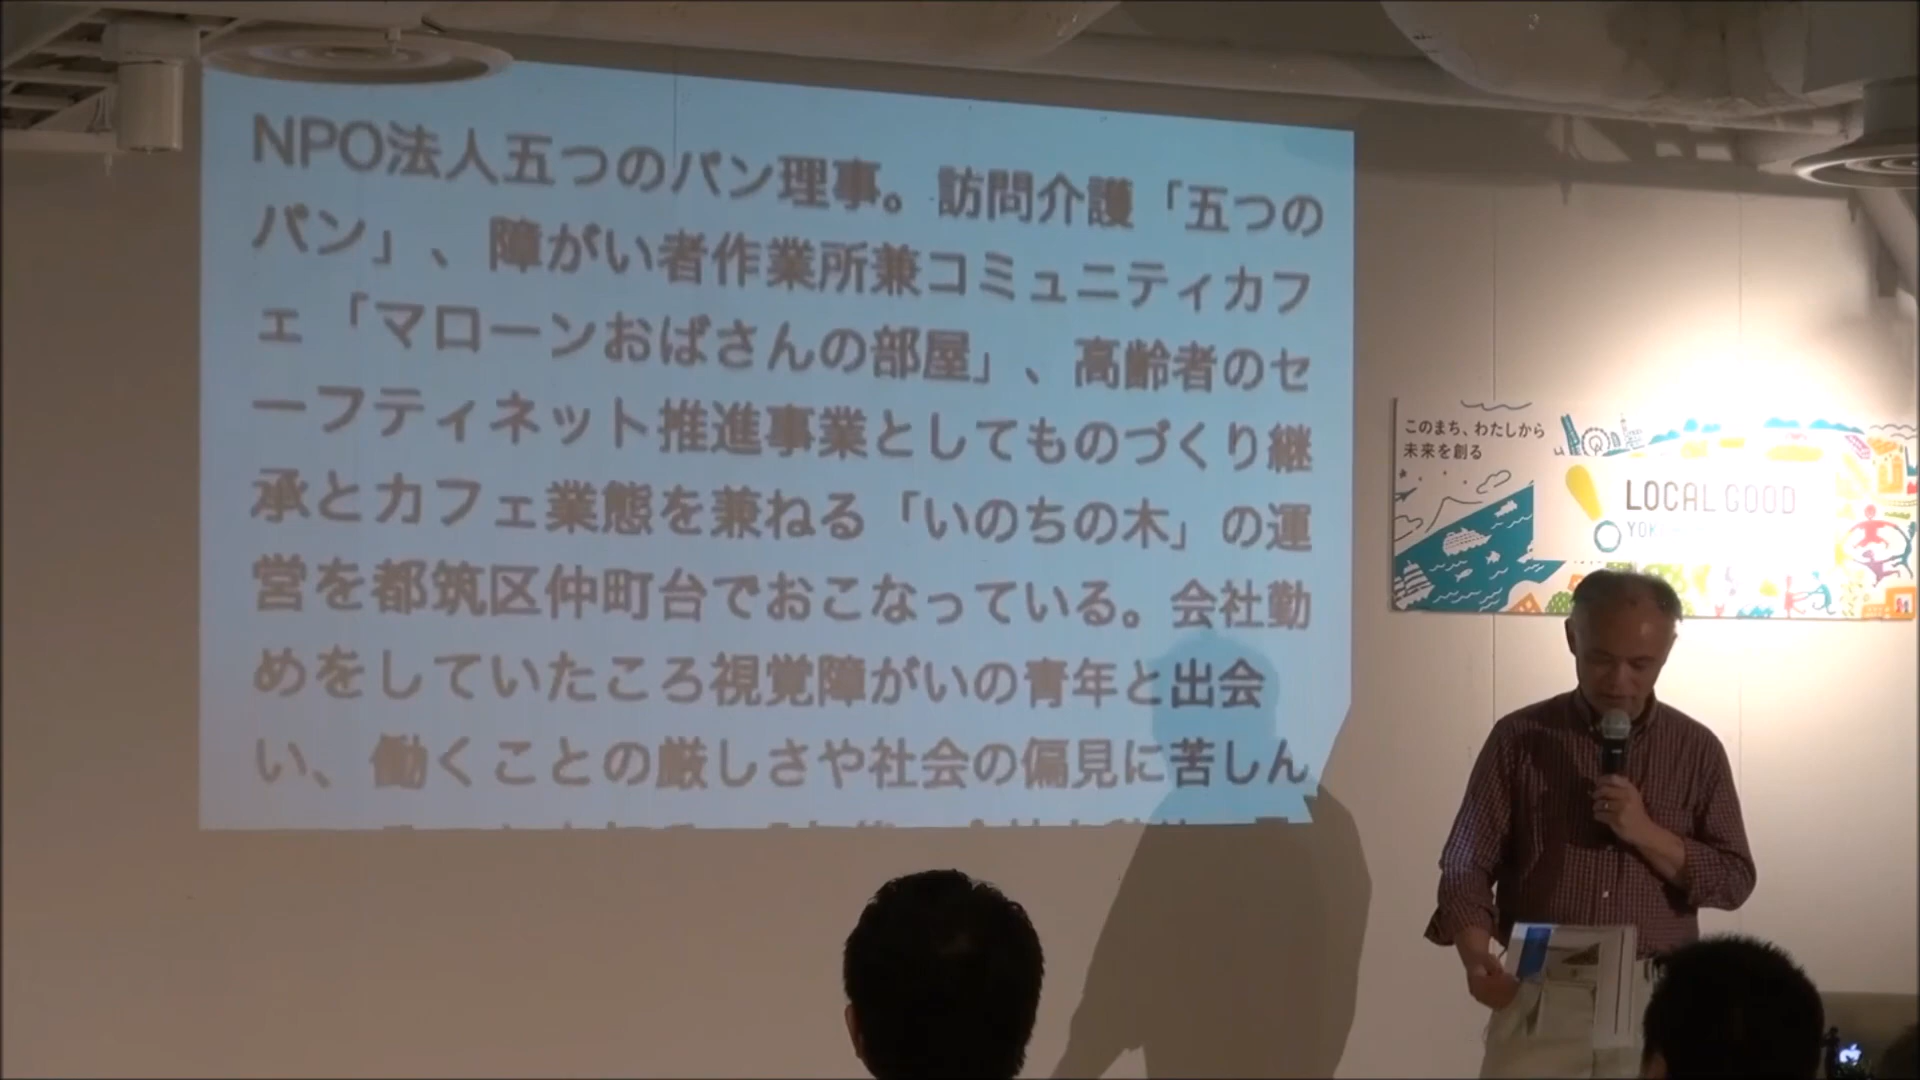 NPO法人五つのパン理事。訪問介護「五つの
パン」、障がい者作業所兼コミュニティカフ
ェ「マローンおばさんの部屋」、高齢者のセ
ーフティネット推進事業としてものづくり継
承とカフェ業態を兼ねる「いのちの木」の運
営を都筑区仲町台でおこなっている。会社勤
めをしていたころ視覚障がいの青年と出会
い、働くことの厳しさや社会の偏見に苦しん
このまち、わたしから
未来を創る
LOCAL GOOD